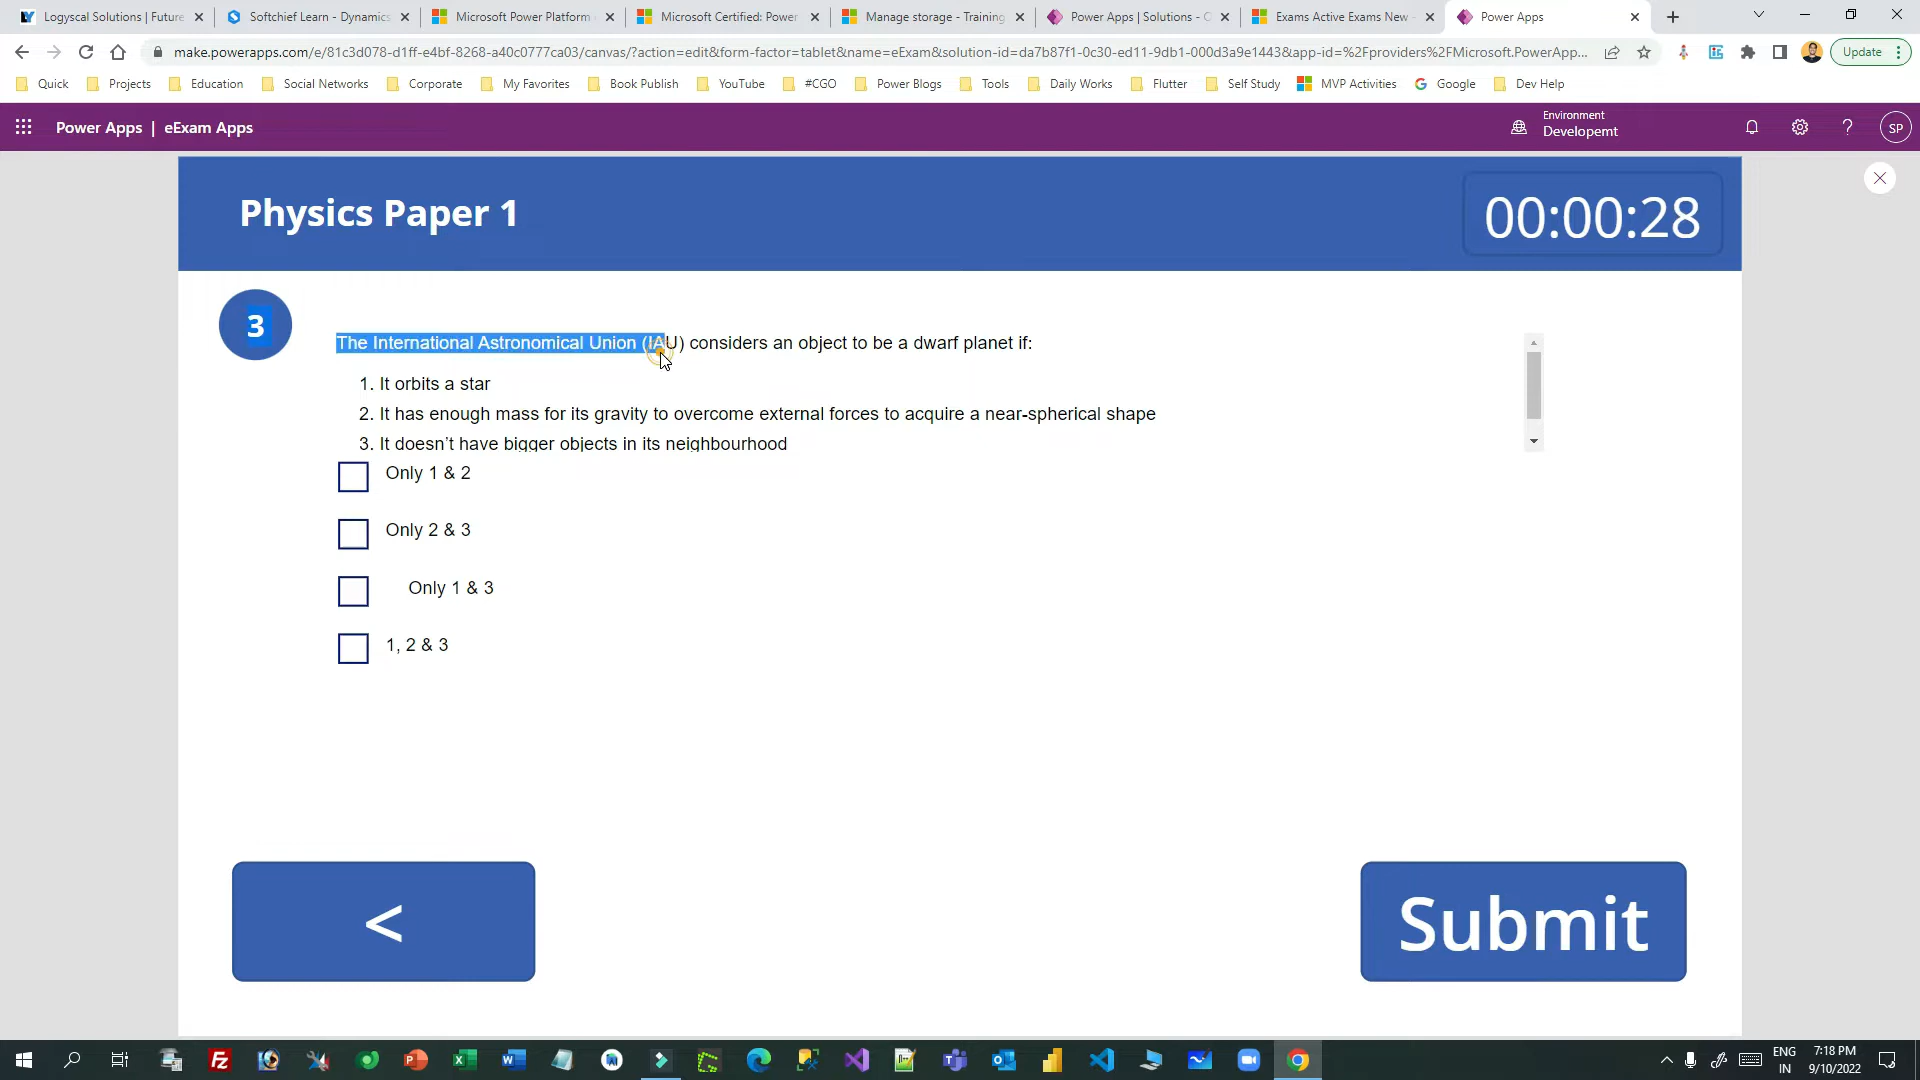 Logyscal Solutions | Future
Softchief Learn - Dynamics
Microsoft Power Platform
Microsoft Certified: Power
Manage storage - Training
Power Apps | Solutions - C
Exams Active Exams New -
Power Apps
make.powerapps.com/e/81c3d078-d1ff-e4bf-8268-a40c0777ca03/canvas/?action=edit&form-factor=tablet&name=eExam&solution-id=da7b87f1-0c30-ed11-9db1-000d3a9e1443&app-id=%2Fproviders%2FMicrosoft.PowerApp...
Update
Quick
Projects
Education
Social Networks
Corporate
My Favorites
Book Publish
YouTube
#CGO
Power Blogs
Tools
Daily Works
Flutter
Self Study
MVP Activities
Google
Dev Help
Power Apps | eExam Apps
Environment
Developemt
SP
Physics Paper 1
00:00:28
3
The International Astronomical Union (IAU) considers an object to be a dwarf planet if:
1. It orbits a star
2. It has enough mass for its gravity to overcome external forces to acquire a near-spherical shape
3. It doesn't have bigger objects in its neighbourhood
Only 1 & 2
Only 2 & 3
Only 1 & 3
1, 2 & 3
<
Submit
ENG
IN
7:18 PM
9/10/2022